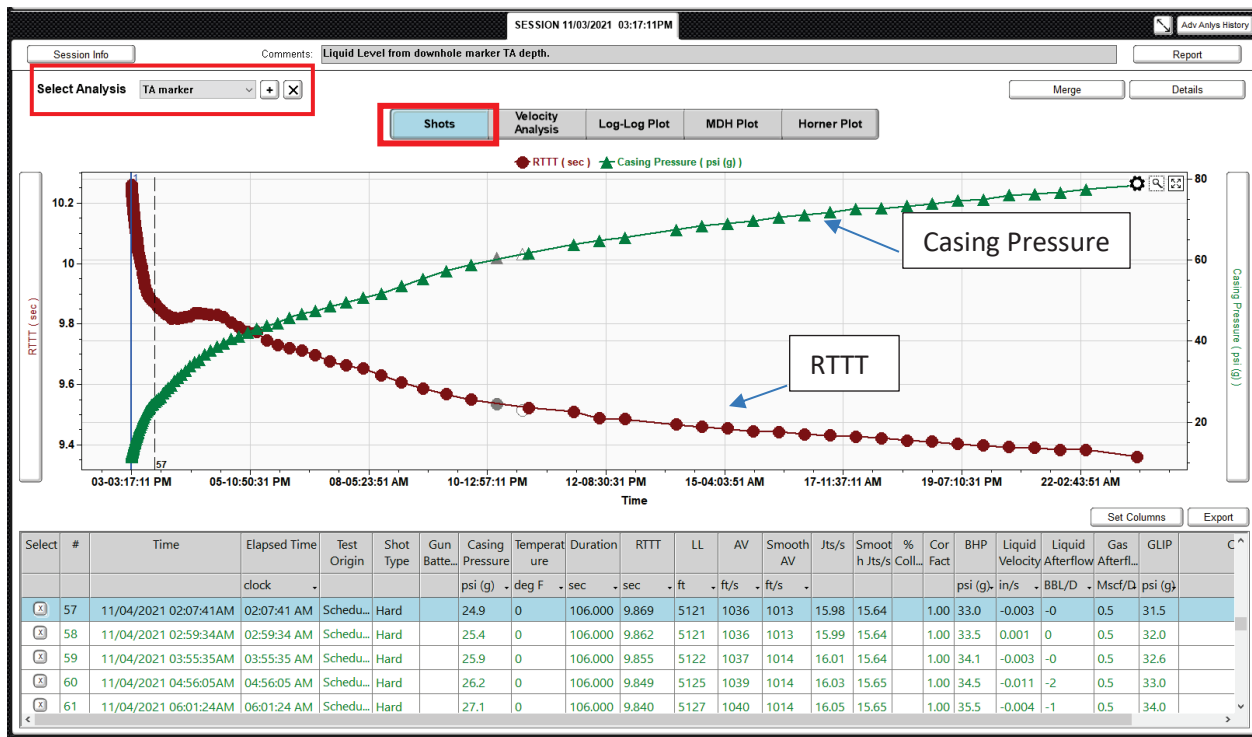 SESSION 11/03/2021 03:17:11PM
Adv Anlys History
Session Info
Comments: Liquid Level from downhole marker TA depth.
Report
Select Analysis TA marker + X
Merge Details
Shots Velocity Analysis Log-Log Plot MDH Plot Horner Plot
RTTT ( sec ) Casing Pressure ( psi (g) )
RTTT ( sec )
10.2
10
9.8
9.6
9.4
1
57
Casing Pressure
RTTT
80
60
40
20
Casing Pressure ( psi (g) )
03-03:17:11 PM 05-10:50:31 PM 08-05:23:51 AM 10-12:57:11 PM 12-08:30:31 PM 15-04:03:51 AM 17-11:37:11 AM 19-07:10:31 PM 22-02:43:51 AM
Time
Set Columns Export
Select # Time Elapsed Time Test Origin Shot Type Gun Batte... Casing Pressure Temperat ure Duration RTTT LL AV Smooth AV Jts/s Smoot h Jts/s % Coll... Cor Fact BHP Liquid Velocity Liquid Afterflow Gas Afterfl... GLIP
clock psi (g) deg F sec sec ft ft/s ft/s psi (g) in/s BBL/D Mscf/D psi (g)
X 57 11/04/2021 02:07:41AM 02:07:41 AM Schedu... Hard 24.9 0 106.000 9.869 5121 1036 1013 15.98 15.64 1.00 33.0 -0.003 -0 0.5 31.5
X 58 11/04/2021 02:59:34AM 02:59:34 AM Schedu... Hard 25.4 0 106.000 9.862 5121 1036 1013 15.99 15.64 1.00 33.5 0.001 0 0.5 32.0
X 59 11/04/2021 03:55:35AM 03:55:35 AM Schedu... Hard 25.9 0 106.000 9.855 5122 1037 1014 16.01 15.64 1.00 34.1 -0.003 -0 0.5 32.6
X 60 11/04/2021 04:56:05AM 04:56:05 AM Schedu... Hard 26.2 0 106.000 9.849 5125 1039 1014 16.03 15.65 1.00 34.5 -0.011 -2 0.5 33.0
X 61 11/04/2021 06:01:24AM 06:01:24 AM Schedu... Hard 27.1 0 106.000 9.840 5127 1040 1014 16.05 15.65 1.00 35.5 -0.004 -1 0.5 34.0